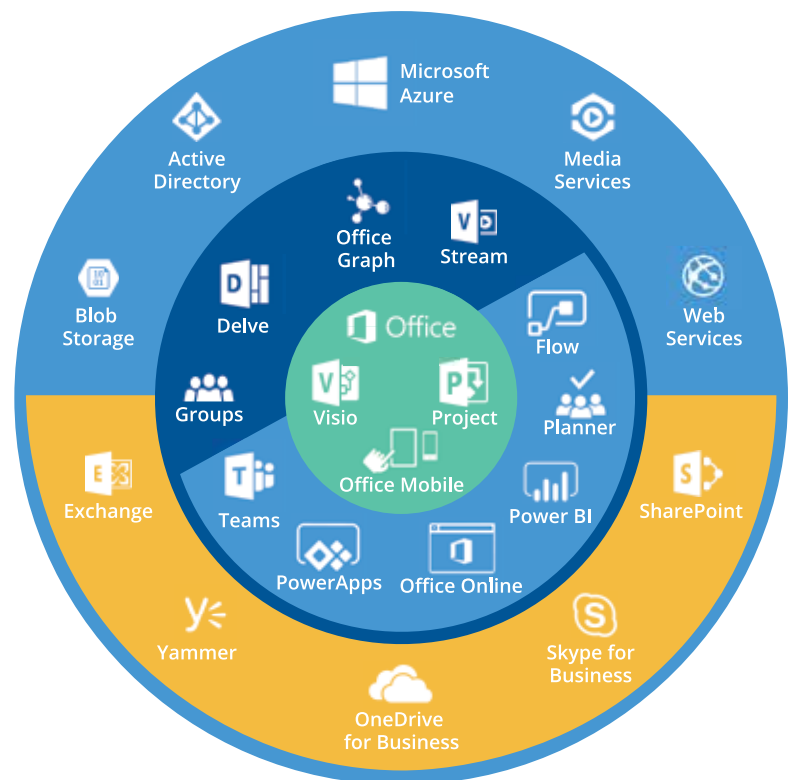 Microsoft
Azure
Active
Directory
Media
Services
Office
Graph
Stream
Blob
Storage
Delve
Office
Flow
Web
Services
Groups
Visio
Project
Planner
Office Mobile
Exchange
Teams
Power BI
SharePoint
PowerApps
Office Online
Yammer
Skype for
Business
OneDrive
for Business